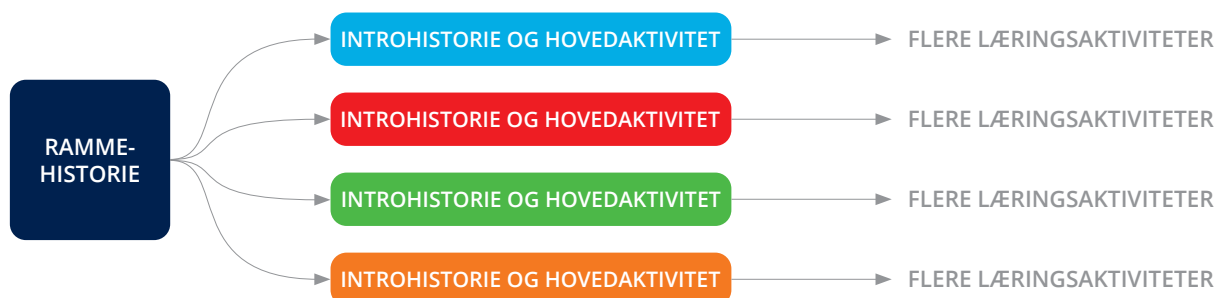 RAMME-
HISTORIE
INTROHISTORIE OG HOVEDAKTIVITET
FLERE LÆRINGSAKTIVITETER
INTROHISTORIE OG HOVEDAKTIVITET
FLERE LÆRINGSAKTIVITETER
INTROHISTORIE OG HOVEDAKTIVITET
FLERE LÆRINGSAKTIVITETER
INTROHISTORIE OG HOVEDAKTIVITET
FLERE LÆRINGSAKTIVITETER